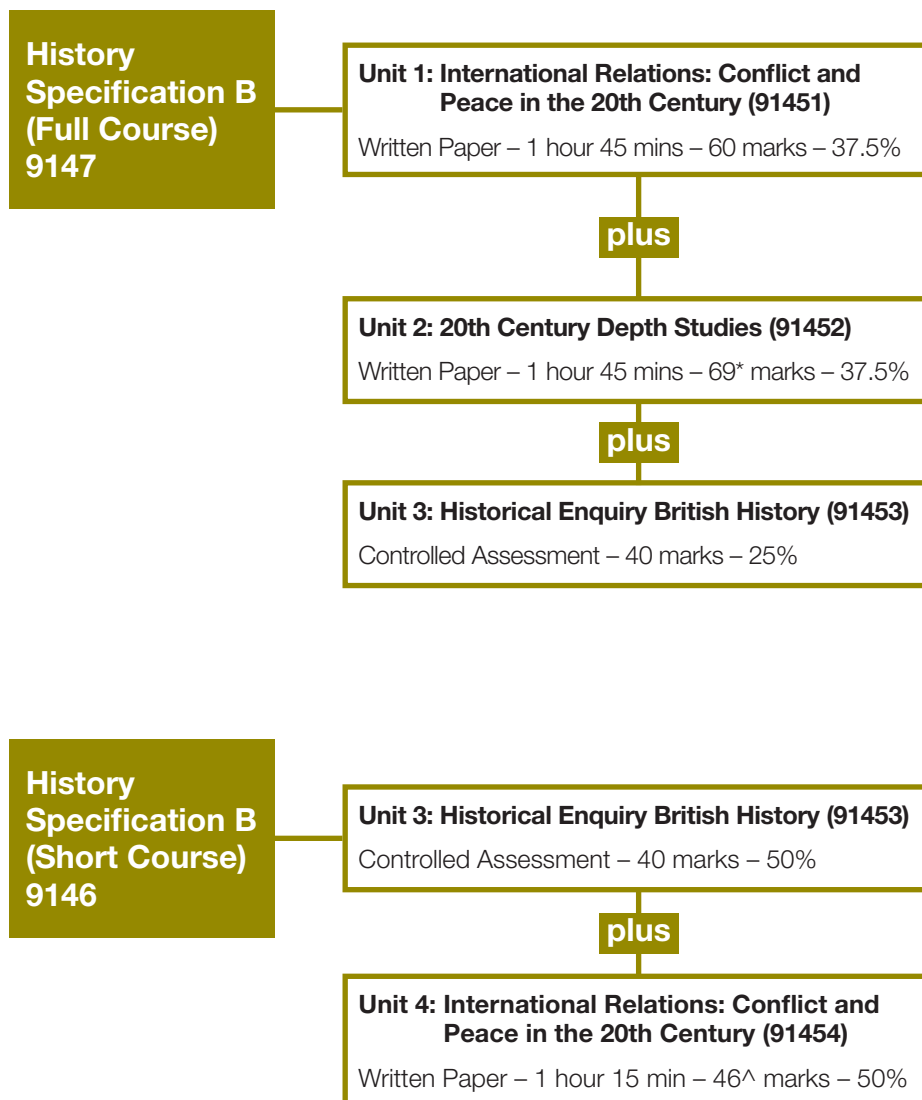 History
Specification B
(Full Course)
9147
Unit 1: International Relations: Conflict and
Peace in the 20th Century (91451)
Written Paper – 1 hour 45 mins – 60 marks – 37.5%
plus
Unit 2: 20th Century Depth Studies (91452)
Written Paper – 1 hour 45 mins – 69* marks – 37.5%
plus
Unit 3: Historical Enquiry British History (91453)
Controlled Assessment – 40 marks – 25%
History
Specification B
(Short Course)
9146
Unit 3: Historical Enquiry British History (91453)
Controlled Assessment – 40 marks – 50%
plus
Unit 4: International Relations: Conflict and
Peace in the 20th Century (91454)
Written Paper – 1 hour 15 min – 46^ marks – 50%